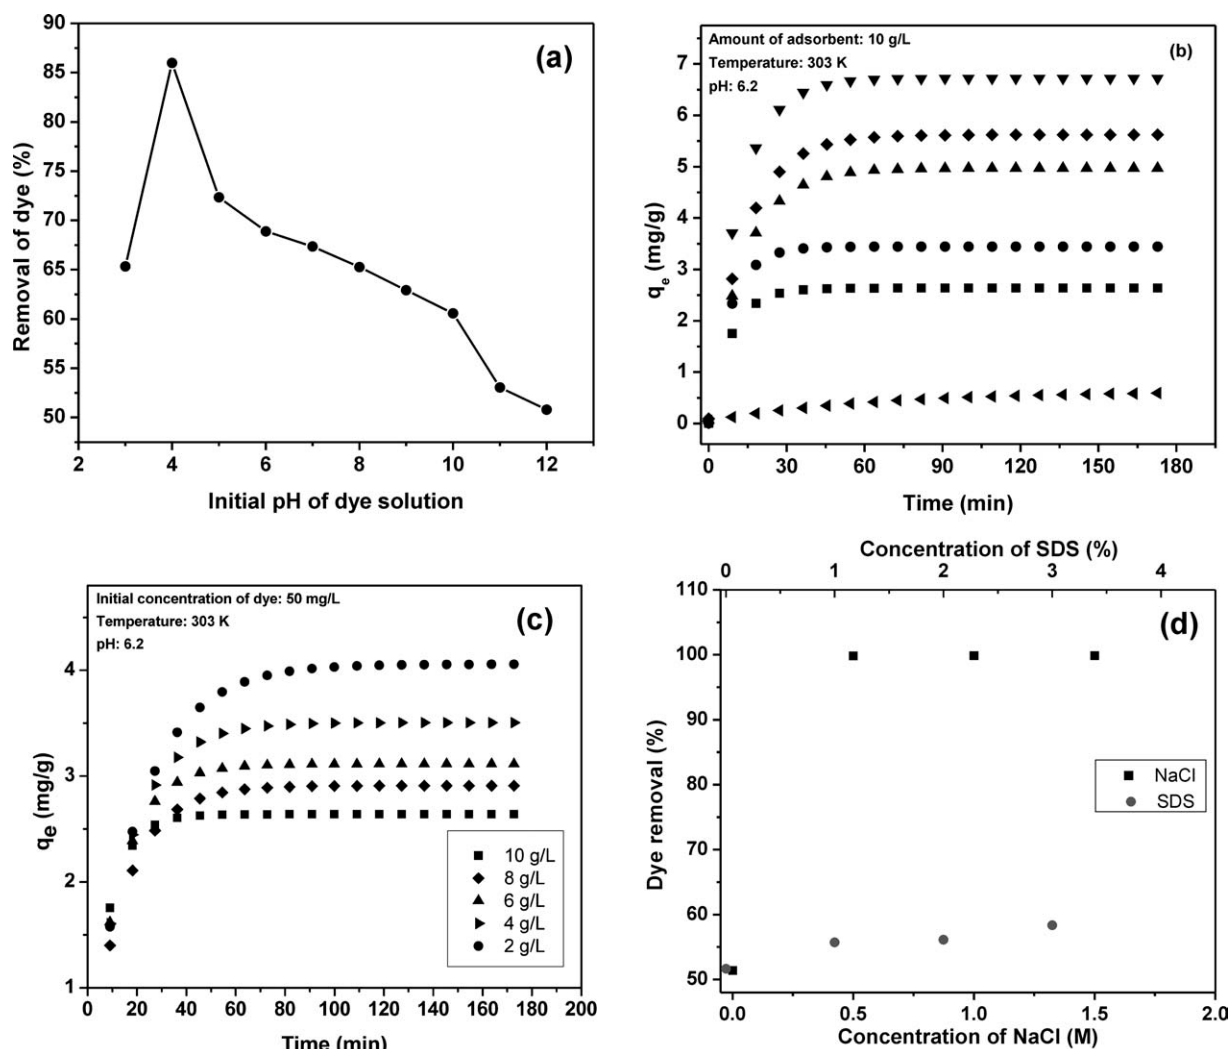 90
85
80
75
70
65
60
55
50
Removal of dye (%)
(a)
2
4
6
8
10
12
Initial pH of dye solution
Amount of adsorbent: 10 g/L
Temperature: 303 K
pH: 6.2
(b)
7
6
5
4
3
2
1
0
qe (mg/g)
0
30
60
90
120
150
180
Time (min)
Initial concentration of dye: 50 mg/L
Temperature: 303 K
pH: 6.2
(c)
4
3
2
1
qe (mg/g)
10 g/L
8 g/L
6 g/L
4 g/L
2 g/L
0
20
40
60
80
100
120
140
160
180
200
Time (min)
Concentration of SDS (%)
0
1
2
3
4
110
100
90
80
70
60
50
Dye removal (%)
(d)
NaCl
SDS
0.0
0.5
1.0
1.5
2.0
Concentration of NaCl (M)